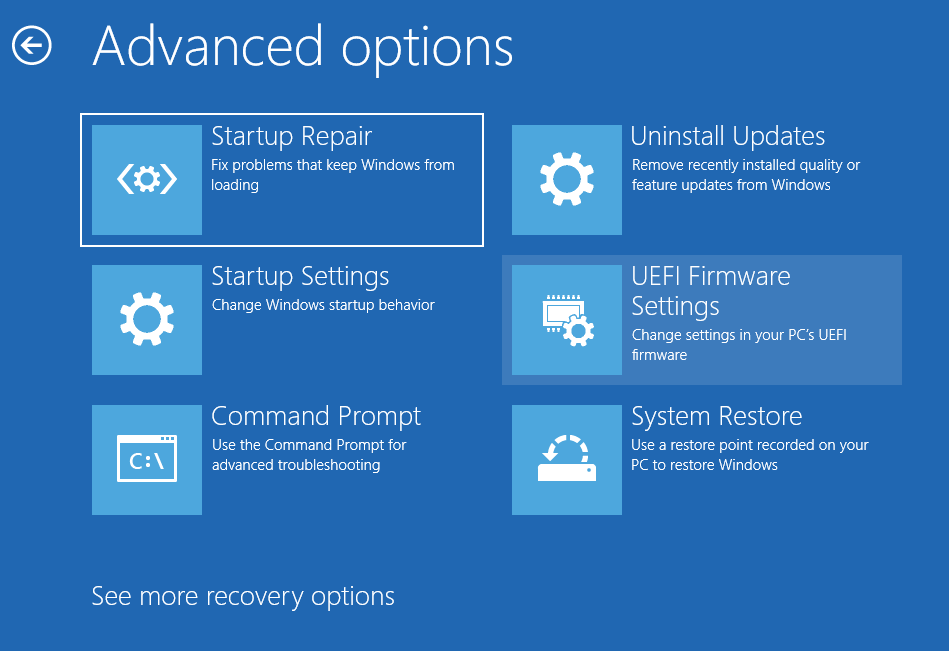 Advanced options
Startup Repair
Fix problems that keep Windows from
loading
Uninstall Updates
Remove recently installed quality or
feature updates from Windows
Startup Settings
Change Windows startup behavior
UEFI Firmware
Settings
Change settings in your PC’s UEFI
firmware
C:\
Command Prompt
Use the Command Prompt for
advanced troubleshooting
System Restore
Use a restore point recorded on your
PC to restore Windows
See more recovery options